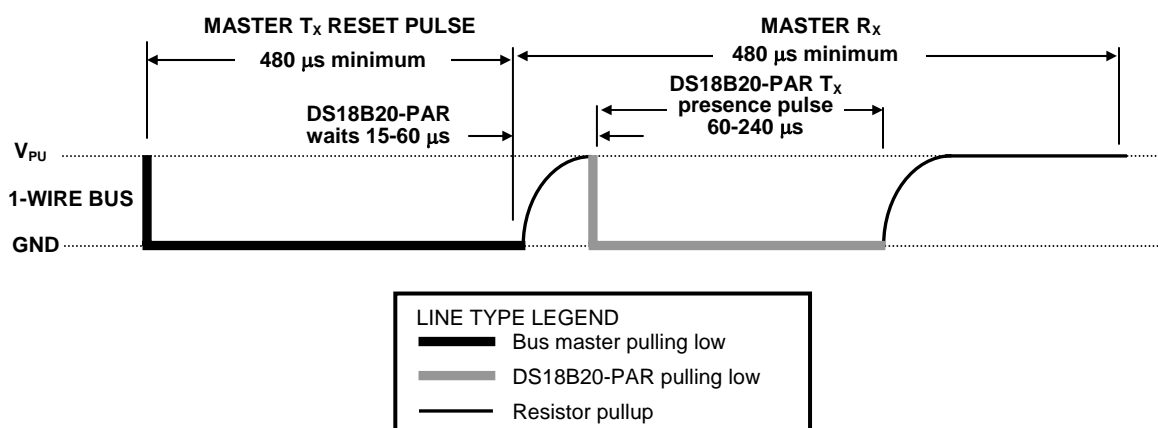 MASTER TX RESET PULSE
480 μs minimum
MASTER RX
480 μs minimum
DS18B20-PAR TX
presence pulse
60-240 μs
DS18B20-PAR
waits 15-60 μs
VPU
1-WIRE BUS
GND
LINE TYPE LEGEND
Bus master pulling low
DS18B20-PAR pulling low
Resistor pullup